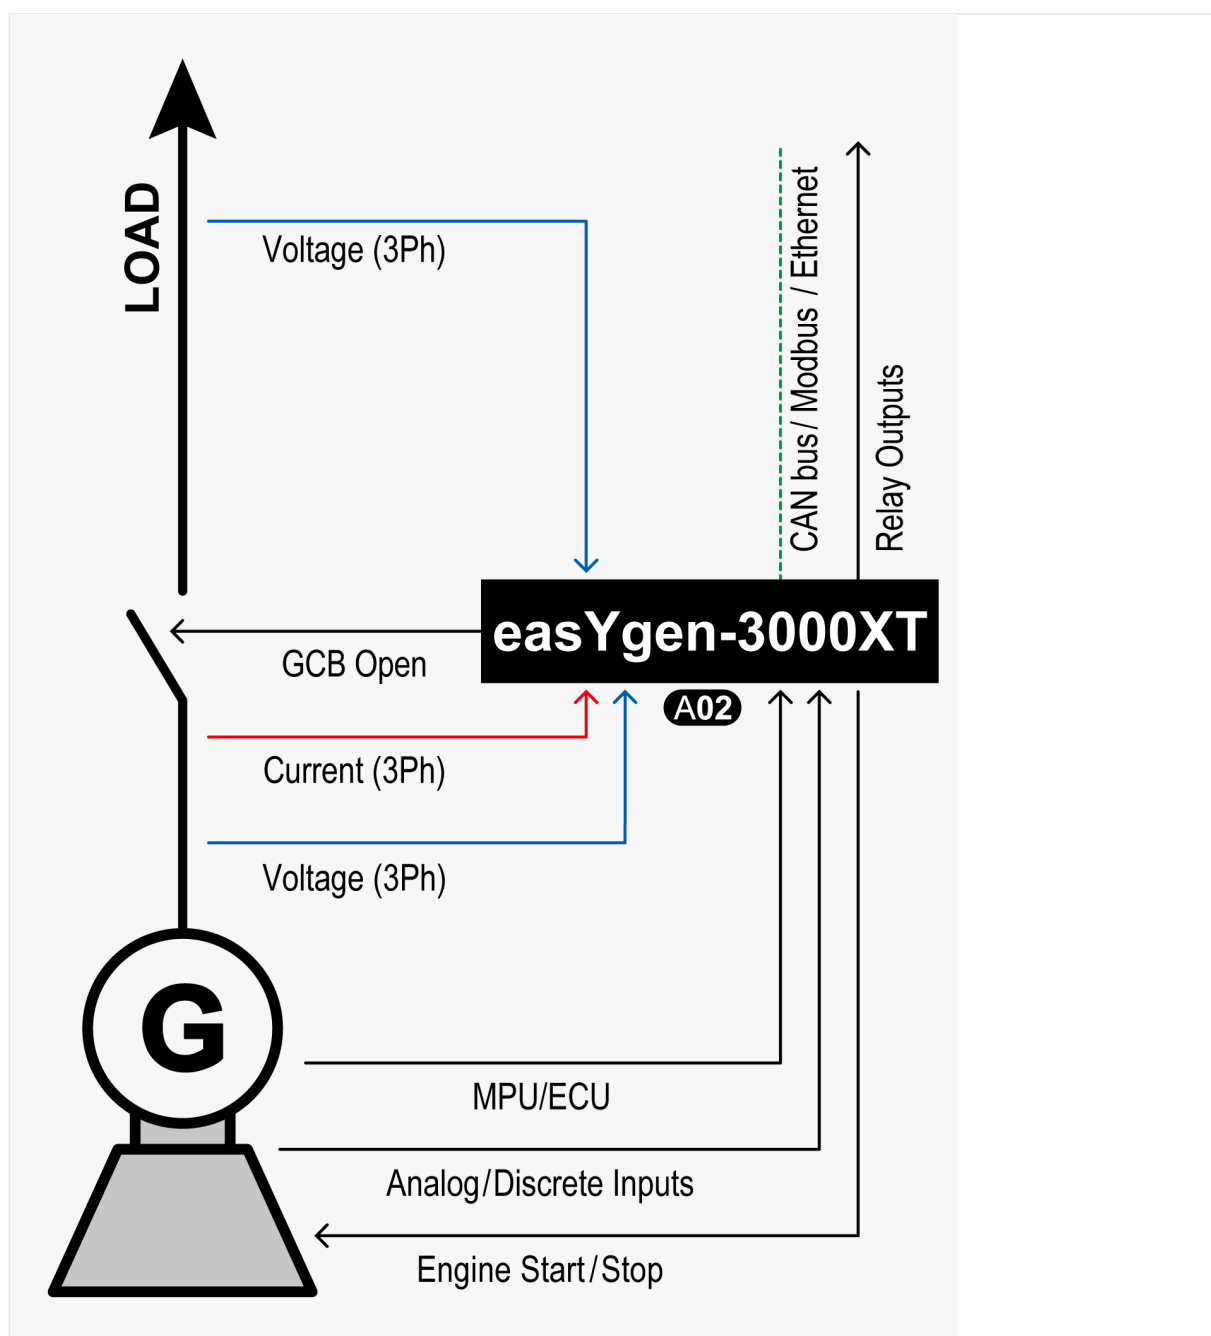 LOAD
Voltage (3Ph)
CAN bus/ Modbus / Ethernet
Relay Outputs
easYgen-3000XT
GCB Open
A02
Current (3Ph)
Voltage (3Ph)
G
MPU/ECU
Analog/Discrete Inputs
Engine Start/Stop